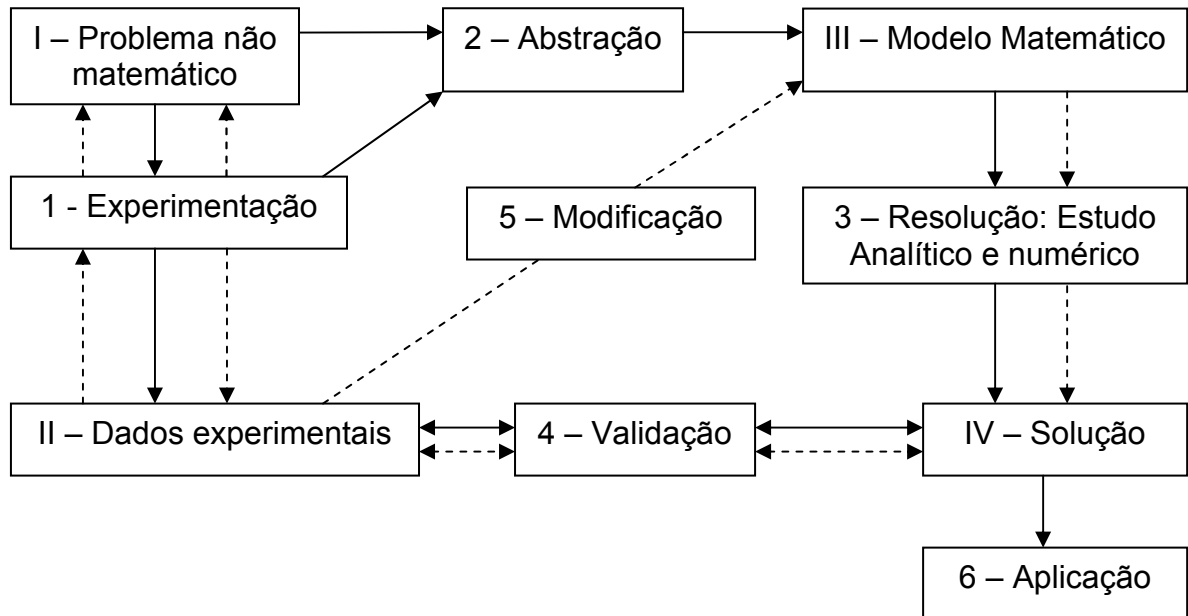 I – Problema não
matemático
2 – Abstração
III – Modelo Matemático
1 - Experimentação
5 – Modificação
3 – Resolução: Estudo
Analítico e numérico
II – Dados experimentais
4 – Validação
IV – Solução
6 – Aplicação